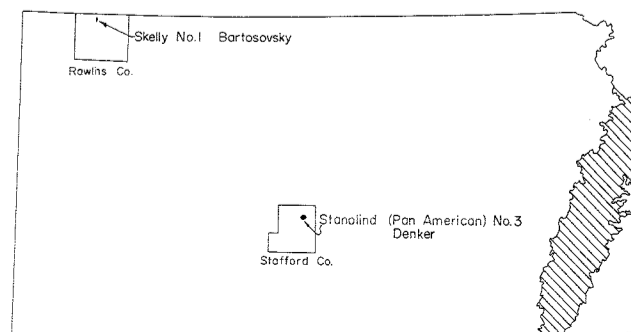 Skelly No.1 Bartosovsky
Rawlins Co.
Stanolind (Pan American) No.3
Denker
Stafford Co.